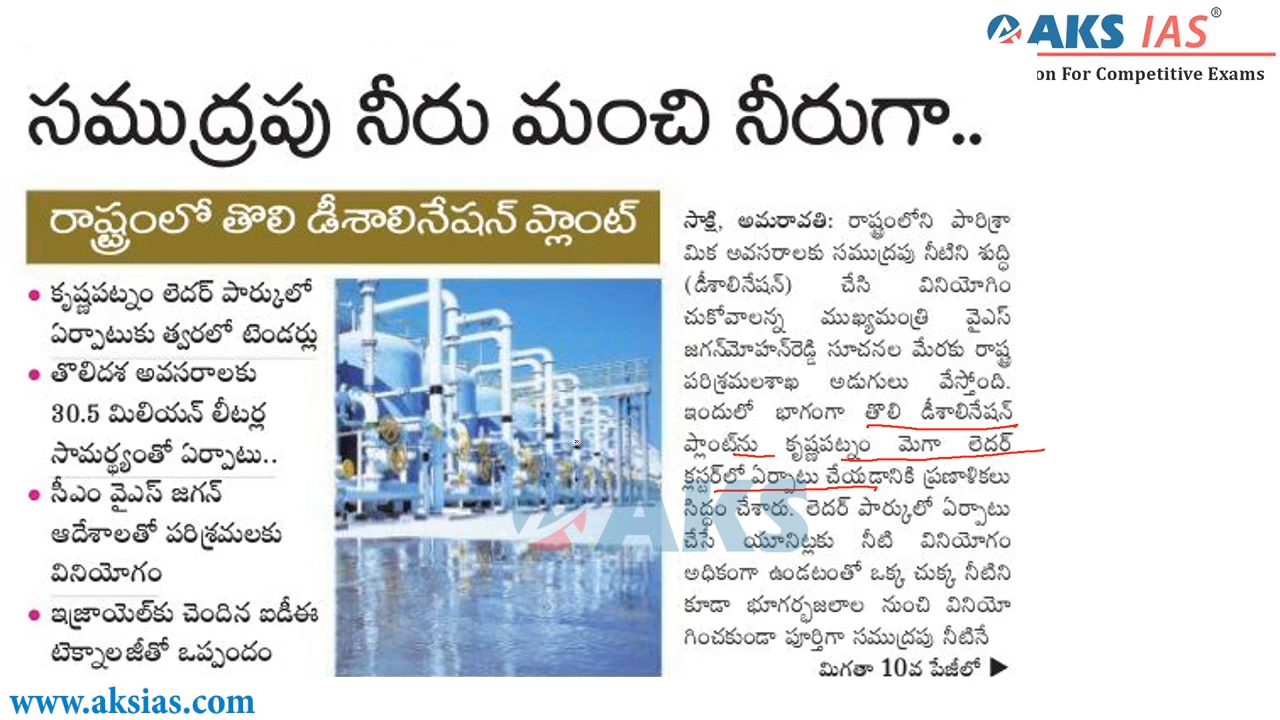 AKS IAS®
on For Competitive Exams
సముద్రపు నీరు మంచి నీరుగా..
రాష్ట్రంలో తొలి డీశాలినేషన్ ప్లాంట్
● కృష్ణపట్నం లెదర్ పార్కులో
ఏర్పాటుకు త్వరలో టెండర్లు
● తొలిదశ అవసరాలకు
30.5 మిలియన్ లీటర్ల
సామర్థ్యంతో ఏర్పాటు..
● సీఎం వైఎస్ జగన్
ఆదేశాలతో పరిశ్రమలకు
వినియోగం
● ఇజ్రాయెల్‌కు చెందిన ఐడీఈ
టెక్నాలజీతో ఒప్పందం
సాక్షి, అమరావతి: రాష్ట్రంలోని పారిశ్రా
మిక అవసరాలకు సముద్రపు నీటిని శుద్ధి
(డీశాలినేషన్) చేసి వినియోగిం
చుకోవాలన్న ముఖ్యమంత్రి వైఎస్
జగన్‌మోహన్‌రెడ్డి సూచనల మేరకు రాష్ట్ర
పరిశ్రమలశాఖ అడుగులు వేస్తోంది.
ఇందులో భాగంగా తొలి డీశాలినేషన్
ప్లాంట్‌ను కృష్ణపట్నం మెగా లెదర్
క్లస్టర్‌లో ఏర్పాటు చేయడానికి ప్రణాళికలు
సిద్ధం చేశారు. లెదర్ పార్కులో ఏర్పాటు
చేసే యూనిట్లకు నీటి వినియోగం
అధికంగా ఉండటంతో ఒక్క చుక్క నీటిని
కూడా భూగర్భజలాల నుంచి వినియో
గించకుండా పూర్తిగా సముద్రపు నీటినే
మిగతా 10వ పేజీలో ▶
AKS
www.aksias.com